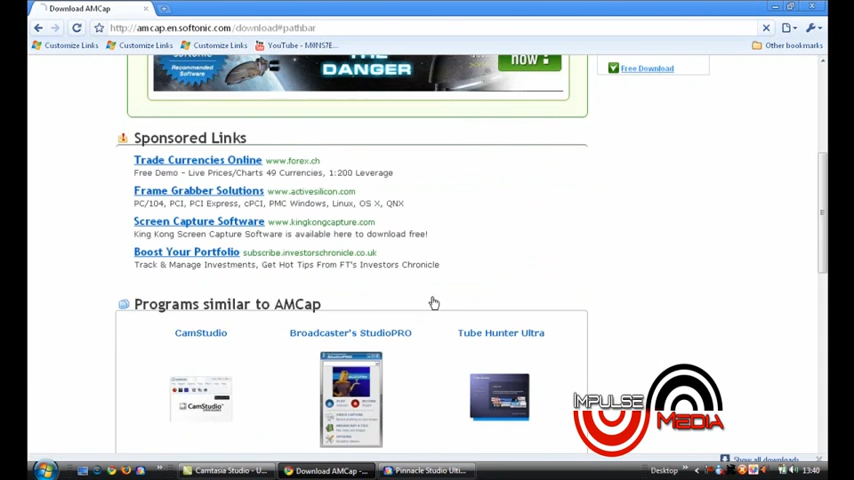 Download AMCap
http://amcap.en.softonic.com/download#pathbar
Customize Links
Customize Links
Customize Links
YouTube - M0NS7E...
Other bookmarks
Recommended
Software
THE
DANGER
now
Free Download
Sponsored Links
Trade Currencies Online www.forex.ch
Free Demo - Live Prices/Charts 49 Currencies, 1:200 Leverage
Frame Grabber Solutions www.activesilicon.com
PC/104, PCI, PCI Express, cPCI, PMC Windows, Linux, OS X, QNX
Screen Capture Software www.kingkongcapture.com
King Kong Screen Capture Software is available here to download free!
Boost Your Portfolio subscribe.investorschronicle.co.uk
Track & Manage Investments, Get Hot Tips From FT's Investors Chronicle
Programs similar to AMCap
CamStudio
Broadcaster's StudioPRO
Tube Hunter Ultra
CamStudio
IMPULSE
MEDIA
Show all downloads
Camtasia Studio - U...
Download AMCap -...
Pinnacle Studio Ulti...
Desktop
13:40